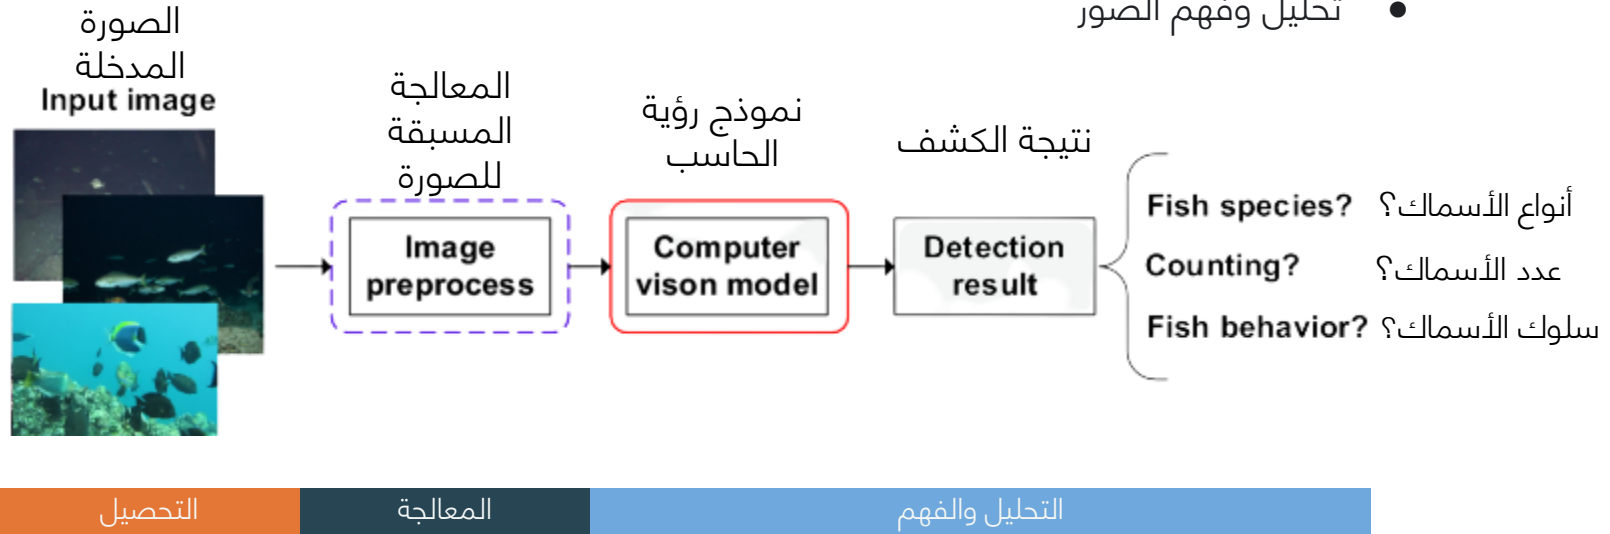 تحليل وفهم الصور
الصورة
المدخلة
Input image
المعالجة
المسبقة
للصورة
Image
preprocess
نموذج رؤية
الحاسب
Computer
vison model
نتيجة الكشف
Detection
result
Fish species? أنواع الأسماك؟
Counting? عدد الأسماك؟
Fish behavior? سلوك الأسماك؟
التحصيل
المعالجة
التحليل والفهم